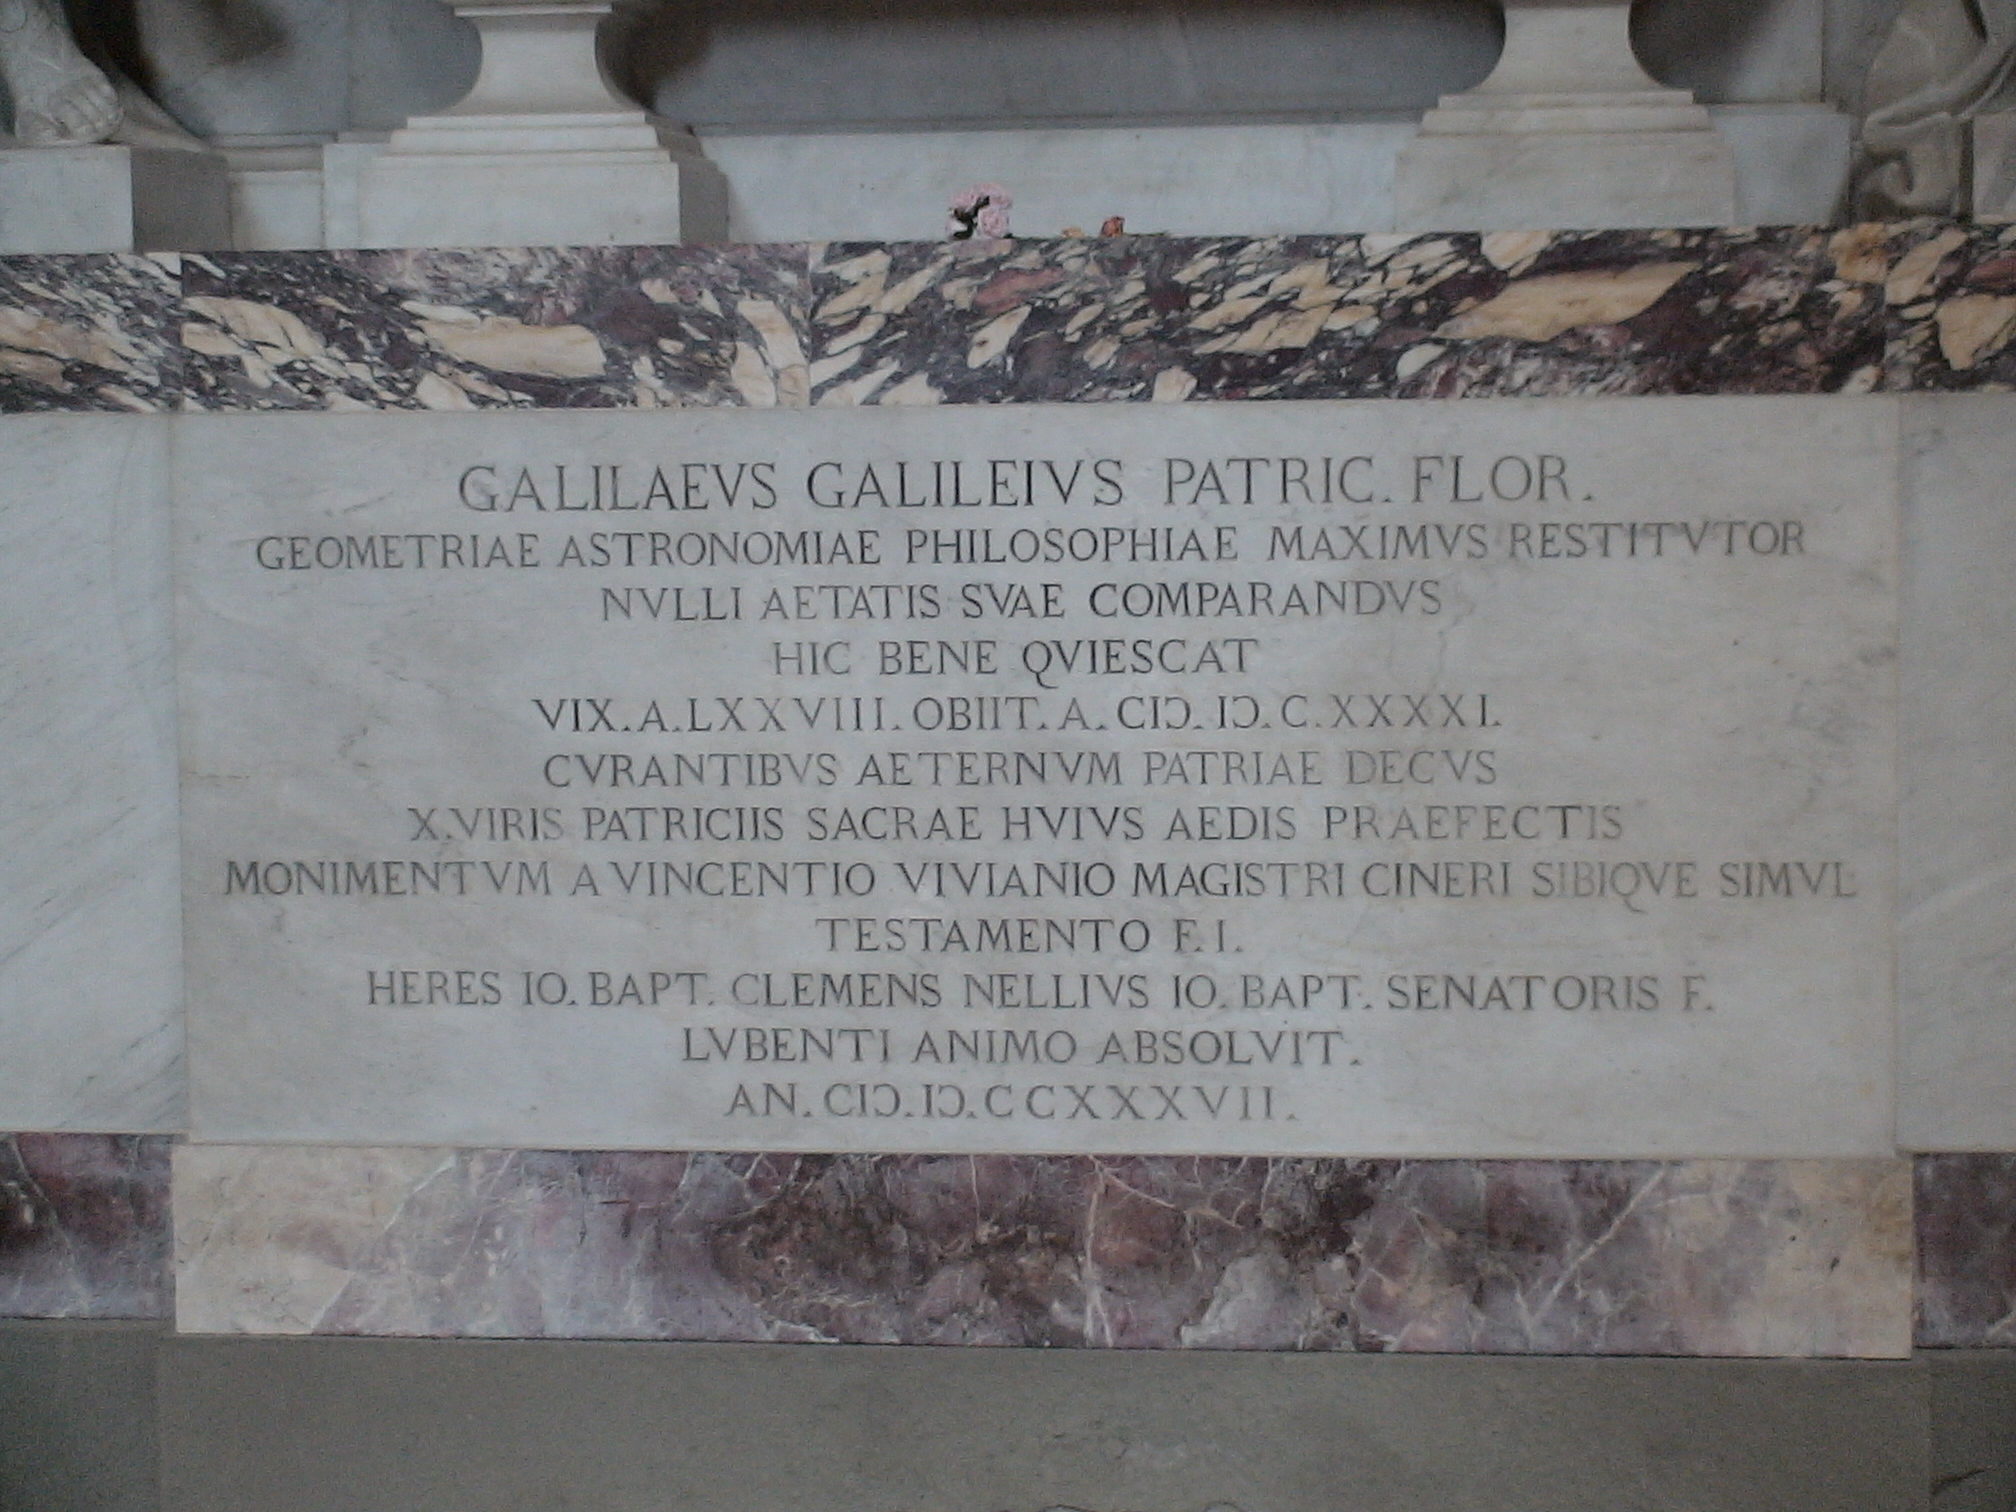 GALILAEVS GALILEIVS PATRIC. FLOR.
GEOMETRIAE ASTRONOMIAE PHILOSOPHIAE MAXIMVS RESTITVTOR
NVLLI AETATIS SVAE COMPARANDVS
HIC BENE QVIESCAT
VIX. A. LXXVIII. OBIIT. A. CIↃ. IↃ. C. XXXXI.
CVRANTIBVS AETERNVM PATRIAE DECVS
X. VIRIS PATRICIIS SACRAE HVIVS AEDIS PRAEFECTIS
MONIMENTVM A VINCENTIO VIVIANIO MAGISTRI CINERI SIBIQVE SIMVL
TESTAMENTO F. I.
HERES IO. BAPT. CLEMENS NELLIVS IO. BAPT. SENATORIS F.
LVBENTI ANIMO ABSOLVIT.
AN. CIↃ. IↃ. CCXXXVII.